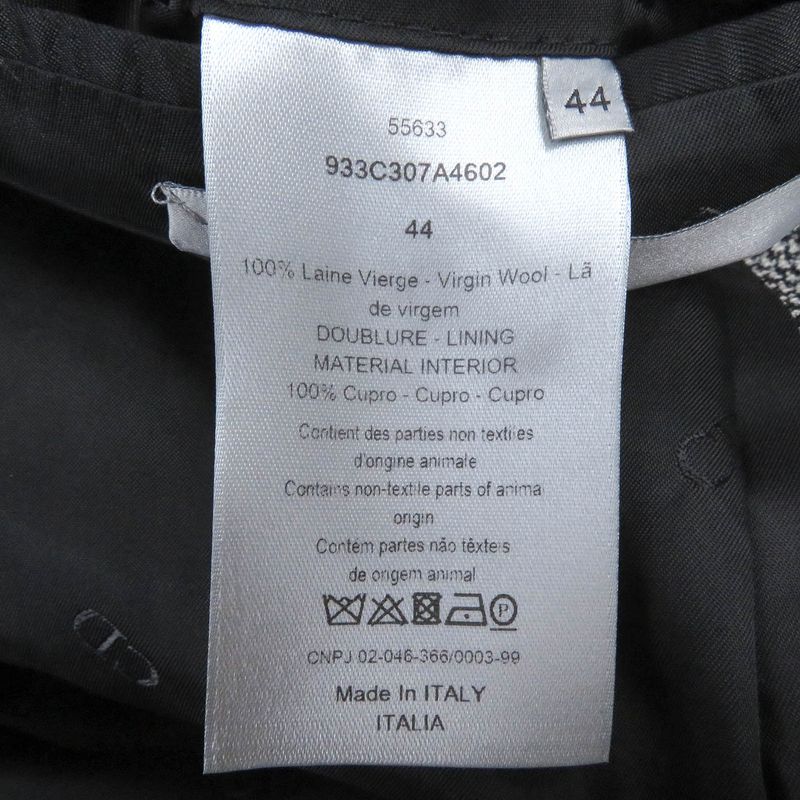 44
55633
933C307A4602
44
100% Laine Vierge - Virgin Wool - Lã
de virgem
DOUBLURE - LINING
MATERIAL INTERIOR
100% Cupro - Cupro - Cupro
Contient des parties non textiles
d'origine animale
Contains non-textile parts of anima
origin
Contém partes não têxteis
de origem animal
P
CNPJ 02-046-366/0003-99
Made In ITALY
ITALIA